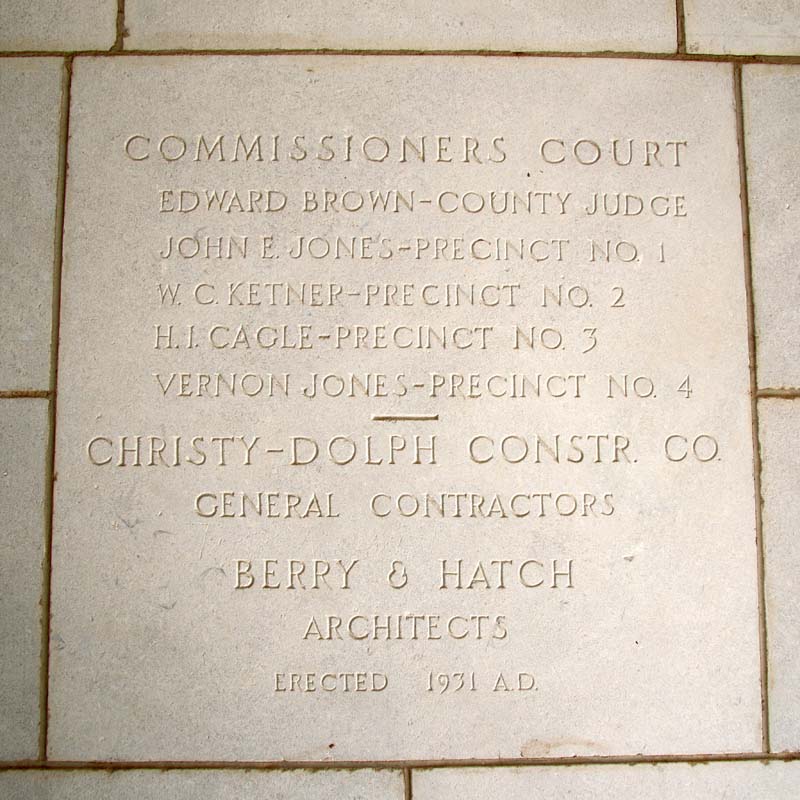 COMMISSIONERS COURT
EDWARD BROWN-COUNTY JUDGE
JOHN E. JONES-PRECINCT NO. 1
W. C. KETNER-PRECINCT NO. 2
H. I. CAGLE-PRECINCT NO. 3
VERNON JONES-PRECINCT NO. 4
CHRISTY-DOLPH CONSTR. CO.
GENERAL CONTRACTORS
BERRY & HATCH
ARCHITECTS
ERECTED 1931 A.D.